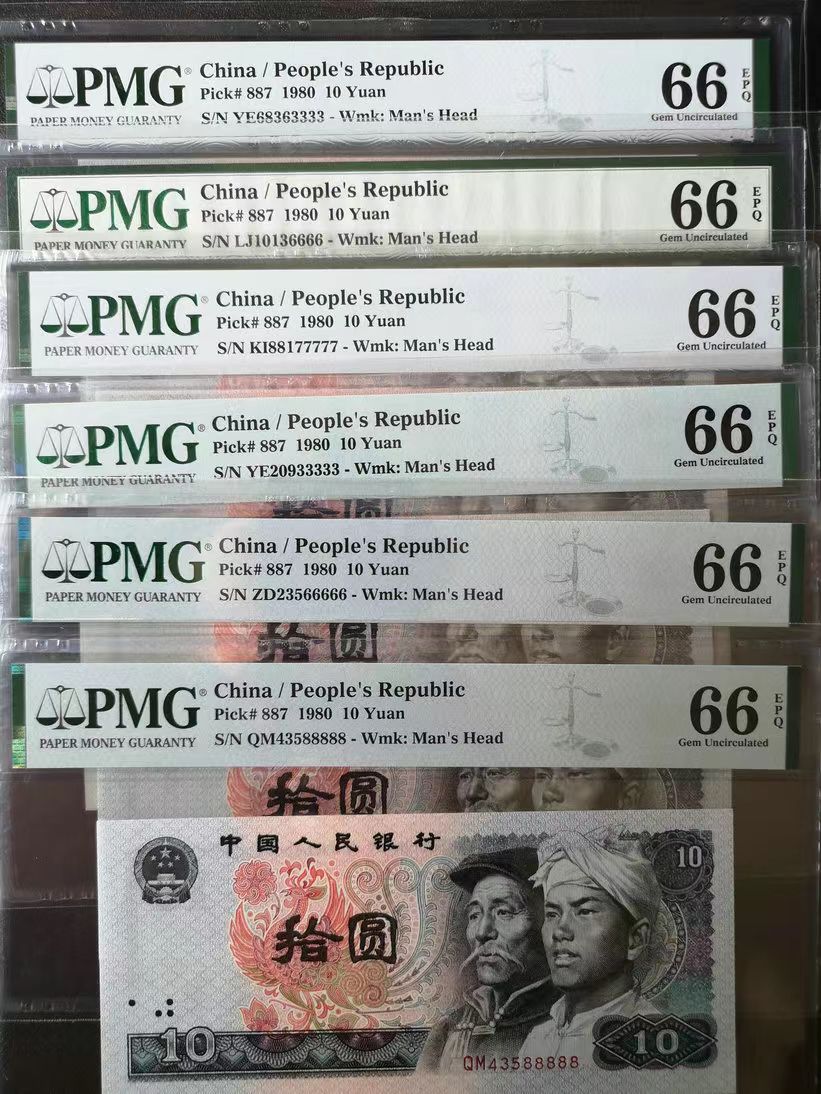 PMG®
PAPER MONEY GUARANTY
China / People's Republic
Pick# 887 1980 10 Yuan
S/N YE68363333 - Wmk: Man's Head
66
EPQ
Gem Uncirculated
PMG
PAPER MONEY GUARANTY
China / People's Republic
Pick# 887 1980 10 Yuan
S/N LJ10136666 - Wmk: Man's Head
66
EPQ
Gem Uncirculated
PMG®
PAPER MONEY GUARANTY
China / People's Republic
Pick# 887 1980 10 Yuan
S/N KI88177777 - Wmk: Man's Head
66
EPQ
Gem Uncirculated
PMG®
PAPER MONEY GUARANTY
China / People's Republic
Pick# 887 1980 10 Yuan
S/N YE20933333 - Wmk: Man's Head
66
EPQ
Gem Uncirculated
拾圆
PMG®
PAPER MONEY GUARANTY
China / People's Republic
Pick# 887 1980 10 Yuan
S/N ZD23566666 - Wmk: Man's Head
66
EPQ
Gem Uncirculated
拾圆
PMG®
PAPER MONEY GUARANTY
China / People's Republic
Pick# 887 1980 10 Yuan
S/N QM43588888 - Wmk: Man's Head
66
EPQ
Gem Uncirculated
拾圆
中国人民银行
10
拾圆
10
QM43588888
10